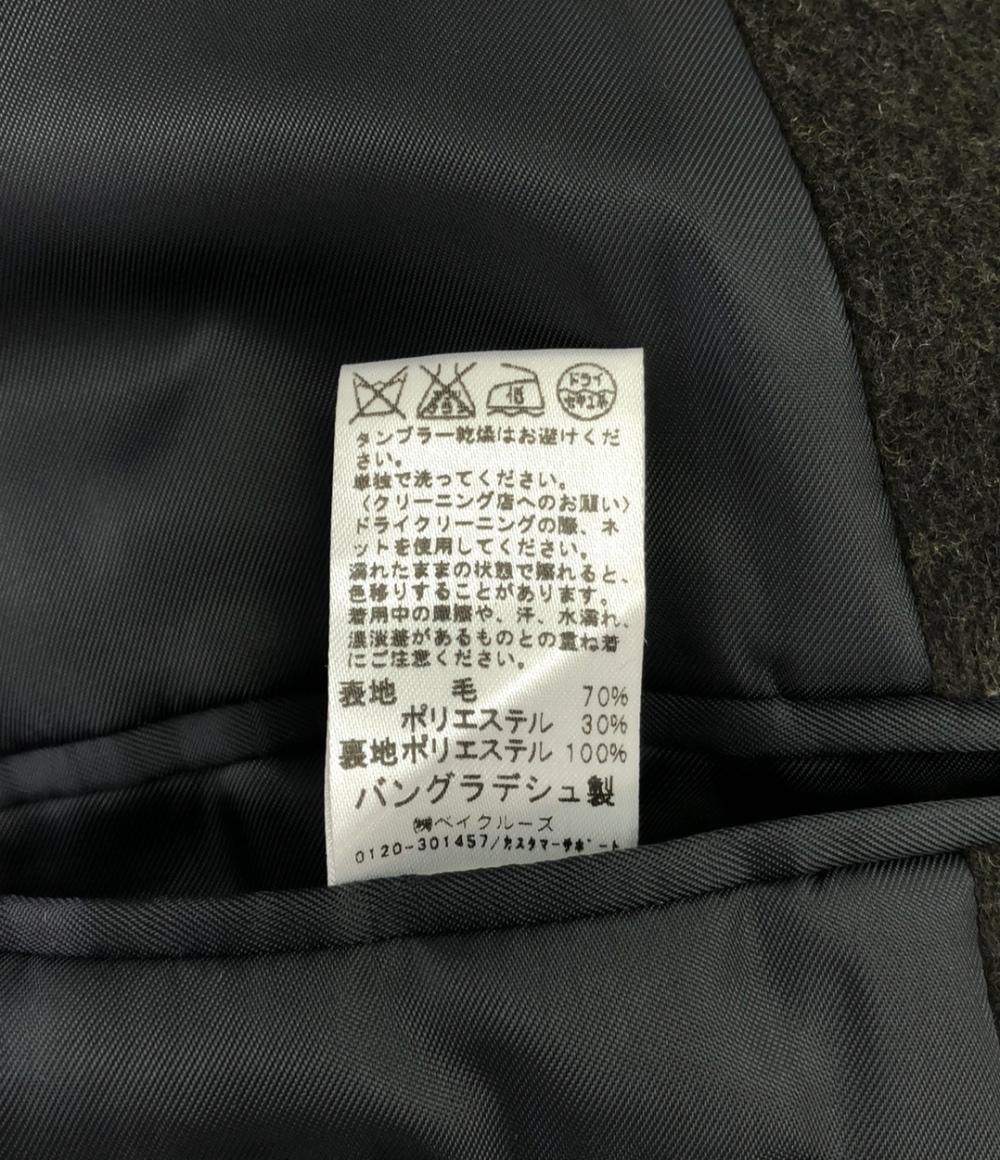 ドライ
タンブラー乾燥はお避けくだ
さい。
単独で洗ってください。
〈クリーニング店へのお願い〉
ドライクリーニングの際、ネ
ットを使用してください。
濡れたままの状態で擦れると、
色移りすることがあります。
着用中の摩擦や、汗、水濡れ、
濃淡差があるものとの重ね着
にご注意ください。
表地 毛 70%
ポリエステル 30%
裏地ポリエステル 100%
バングラデシュ製
㈱ベイクルーズ
0120-301457/カスタマーサポート